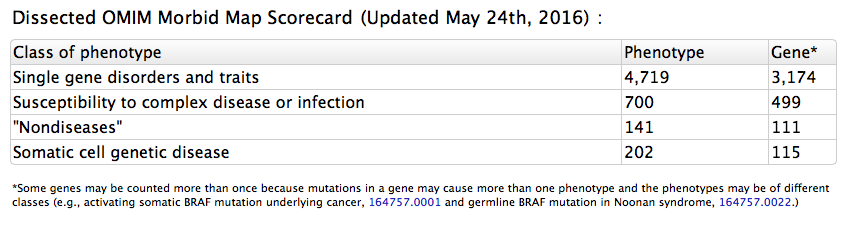 Dissected OMIM Morbid Map Scorecard (Updated May 24th, 2016) :
Class of phenotype Phenotype Gene*
Single gene disorders and traits 4,719 3,174
Susceptibility to complex disease or infection 700 499
"Nondiseases" 141 111
Somatic cell genetic disease 202 115
*Some genes may be counted more than once because mutations in a gene may cause more than one phenotype and the phenotypes may be of different
classes (e.g., activating somatic BRAF mutation underlying cancer, 164757.0001 and germline BRAF mutation in Noonan syndrome, 164757.0022.)